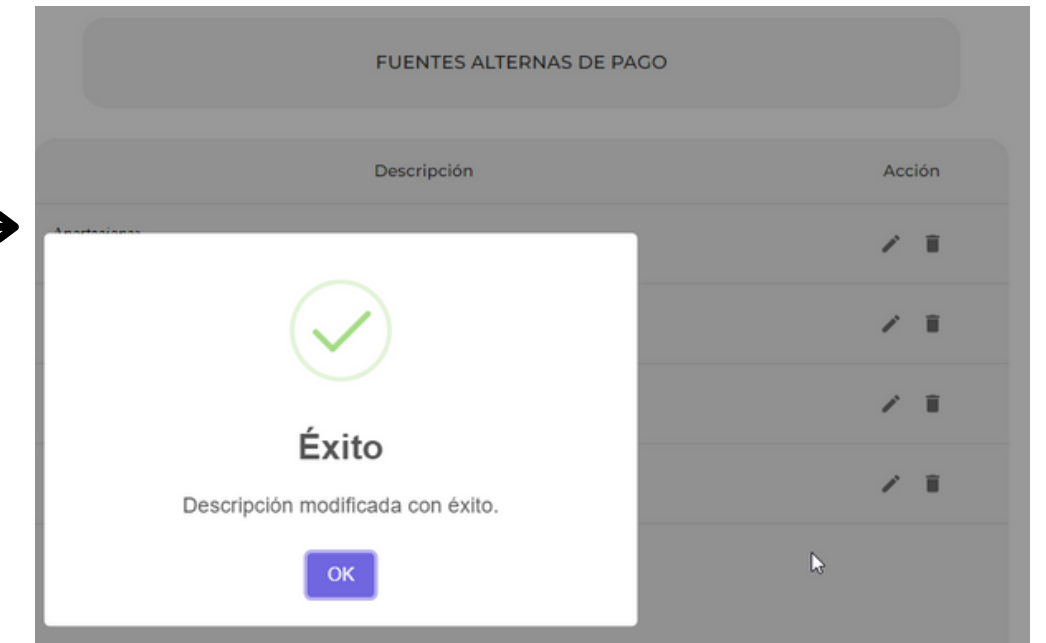 FUENTES ALTERNAS DE PAGO
Descripción Acción
Éxito
Descripción modificada con éxito.
OK